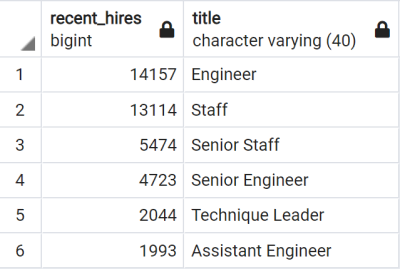 recent_hires title
bigint character varying (40)
1 14157 Engineer
2 13114 Staff
3 5474 Senior Staff
4 4723 Senior Engineer
5 2044 Technique Leader
6 1993 Assistant Engineer